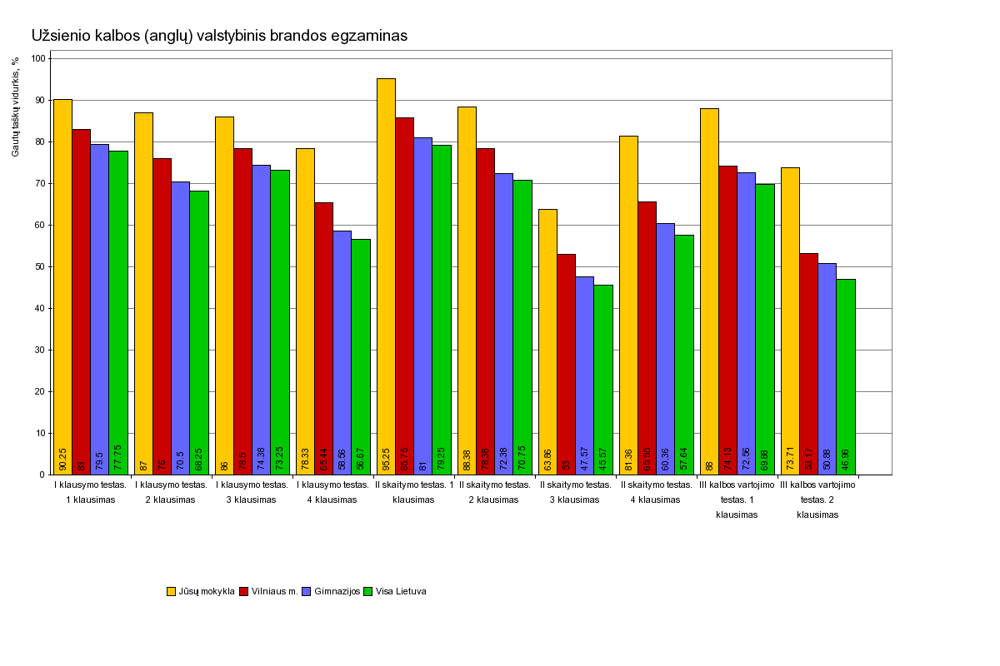 Užsienio kalbos (anglų) valstybinis brandos egzaminas
Gautų taškų vidurkis, %
100
90
80
70
60
50
40
30
20
10
0
90.25 83 79.5 77.75 87 76 70.5 68.25 86 78.5 74.38 73.25 78.33 65.44 58.56 56.67 95.25 85.75 81 79.25 88.38 78.38 72.38 70.75 63.86 53 47.57 45.57 81.36 65.55 60.36 57.64 88 74.13 72.56 69.88 73.71 53.17 50.88 46.96
I klausymo testas.
1 klausimas
I klausymo testas.
2 klausimas
I klausymo testas.
3 klausimas
I klausymo testas.
4 klausimas
II skaitymo testas. 1
klausimas
II skaitymo testas.
2 klausimas
II skaitymo testas.
3 klausimas
II skaitymo testas.
4 klausimas
III kalbos vartojimo
testas. 1
klausimas
III kalbos vartojimo
testas. 2
klausimas
Jūsų mokykla Vilniaus m. Gimnazijos Visa Lietuva